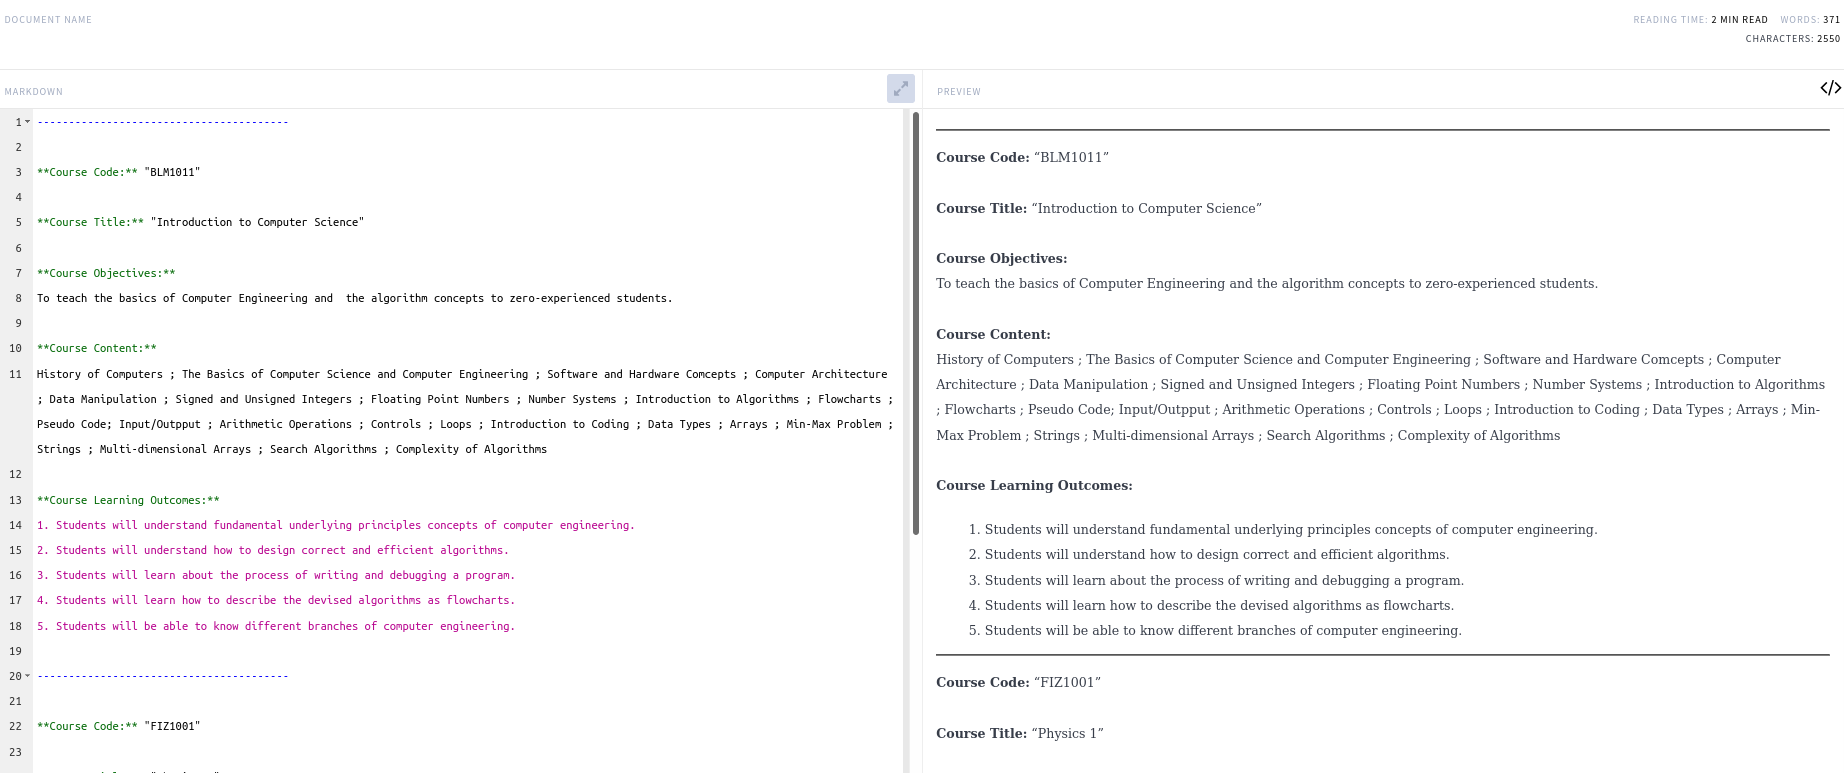 DOCUMENT NAME
READING TIME: 2 MIN READ WORDS: 371
CHARACTERS: 2550
MARKDOWN
1 ----------------------------------------
2
3 **Course Code:** "BLM1011"
4
5 **Course Title:** "Introduction to Computer Science"
6
7 **Course Objectives:**
8 To teach the basics of Computer Engineering and  the algorithm concepts to zero-experienced students.
9
10 **Course Content:**
11 History of Computers ; The Basics of Computer Science and Computer Engineering ; Software and Hardware Comcepts ; Computer Architecture
; Data Manipulation ; Signed and Unsigned Integers ; Floating Point Numbers ; Number Systems ; Introduction to Algorithms ; Flowcharts ;
Pseudo Code; Input/Outpput ; Arithmetic Operations ; Controls ; Loops ; Introduction to Coding ; Data Types ; Arrays ; Min-Max Problem ;
Strings ; Multi-dimensional Arrays ; Search Algorithms ; Complexity of Algorithms
12
13 **Course Learning Outcomes:**
14 1. Students will understand fundamental underlying principles concepts of computer engineering.
15 2. Students will understand how to design correct and efficient algorithms.
16 3. Students will learn about the process of writing and debugging a program.
17 4. Students will learn how to describe the devised algorithms as flowcharts.
18 5. Students will be able to know different branches of computer engineering.
19
20 ----------------------------------------
21
22 **Course Code:** "FIZ1001"
23
PREVIEW
</>
Course Code: “BLM1011”
Course Title: “Introduction to Computer Science”
Course Objectives:
To teach the basics of Computer Engineering and the algorithm concepts to zero-experienced students.
Course Content:
History of Computers ; The Basics of Computer Science and Computer Engineering ; Software and Hardware Comcepts ; Computer
Architecture ; Data Manipulation ; Signed and Unsigned Integers ; Floating Point Numbers ; Number Systems ; Introduction to Algorithms
; Flowcharts ; Pseudo Code; Input/Outpput ; Arithmetic Operations ; Controls ; Loops ; Introduction to Coding ; Data Types ; Arrays ; Min-
Max Problem ; Strings ; Multi-dimensional Arrays ; Search Algorithms ; Complexity of Algorithms
Course Learning Outcomes:
1. Students will understand fundamental underlying principles concepts of computer engineering.
2. Students will understand how to design correct and efficient algorithms.
3. Students will learn about the process of writing and debugging a program.
4. Students will learn how to describe the devised algorithms as flowcharts.
5. Students will be able to know different branches of computer engineering.
Course Code: “FIZ1001”
Course Title: “Physics 1”